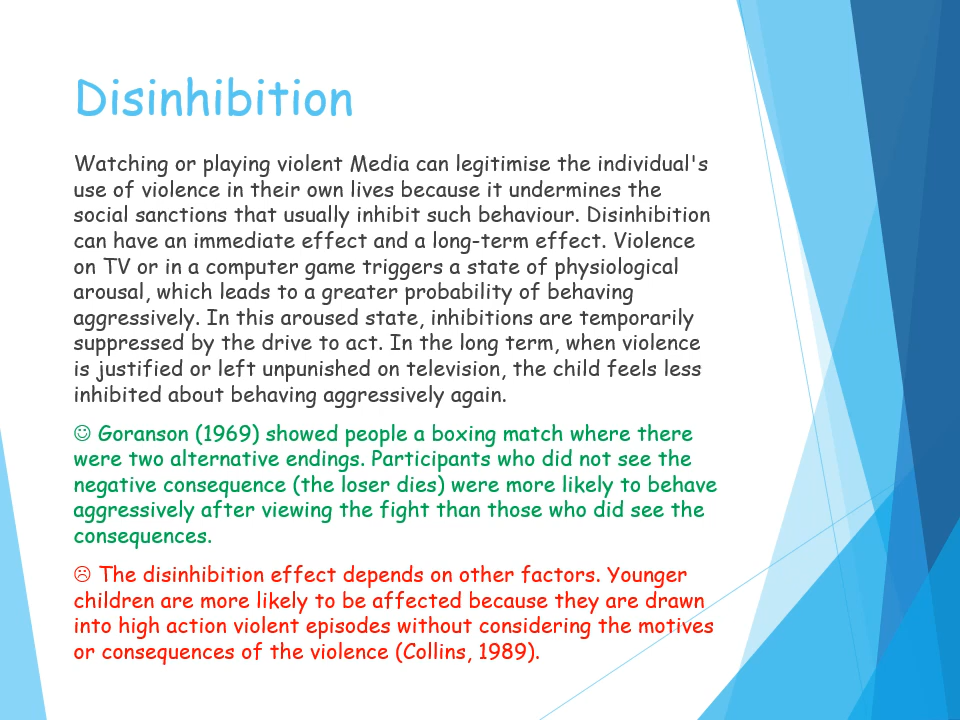 Disinhibition
Watching or playing violent Media can legitimise the individual's
use of violence in their own lives because it undermines the
social sanctions that usually inhibit such behaviour. Disinhibition
can have an immediate effect and a long-term effect. Violence
on TV or in a computer game triggers a state of physiological
arousal, which leads to a greater probability of behaving
aggressively. In this aroused state, inhibitions are temporarily
suppressed by the drive to act. In the long term, when violence
is justified or left unpunished on television, the child feels less
inhibited about behaving aggressively again.
☺ Goranson (1969) showed people a boxing match where there
were two alternative endings. Participants who did not see the
negative consequence (the loser dies) were more likely to behave
aggressively after viewing the fight than those who did see the
consequences.
☹ The disinhibition effect depends on other factors. Younger
children are more likely to be affected because they are drawn
into high action violent episodes without considering the motives
or consequences of the violence (Collins, 1989).